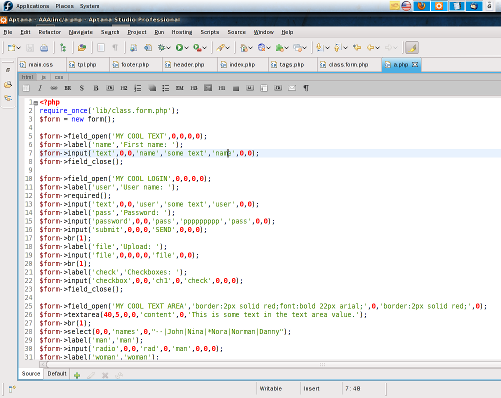 Applications Places System
Aptana - AAA/inc/a.php - Aptana Studio Professional
File Edit Refactor Navigate Search Project Run Hosting Scripts Source Window Help
main.css tpl.php footer.php header.php index.php tags.php class.form.php a.php
html js css
1 <?php
2 require_once('lib/class.form.php');
3 $form = new form();
4
5 $form->field_open('MY COOL TEXT',0,0,0,0);
6 $form->label('name','First name: ');
7 $form->input('text',0,0,'name','some text','name',0,0);
8 $form->field_close();
9
10 $form->field_open('MY COOL LOGIN',0,0,0,0);
11 $form->label('user','User name: ');
12 $form->required();
13 $form->input('text',0,0,'user','some text','user',0,0);
14 $form->label('pass','Password: ');
15 $form->input('password',0,0,'pass','ppppppppp','pass',0,0);
16 $form->input('submit',0,0,0,'SEND',0,0,0);
17 $form->br(1);
18 $form->label('file','Upload: ');
19 $form->input('file',0,0,0,0,'file',0,0);
20 $form->br(1);
21 $form->label('check','Checkboxes: ');
22 $form->input('checkbox',0,0,'ch1',0,'check',0,0,0);
23 $form->field_close();
24
25 $form->field_open('MY COOL TEXT AREA','border:2px solid red;font:bold 22px arial;',0,'border:2px solid red;',0);
26 $form->textarea(40,5,0,0,'content',0,'This is some text in the text area value.');
27 $form->br(1);
28 $form->select(0,0,'names',0,"--|John|Nina|*Nora|Norman|Danny");
29 $form->label('man','man');
30 $form->input('radio',0,0,'rad',0,'man',0,0,0);
31 $form->label('woman','woman');
Source Default
Writable Insert 7 : 48